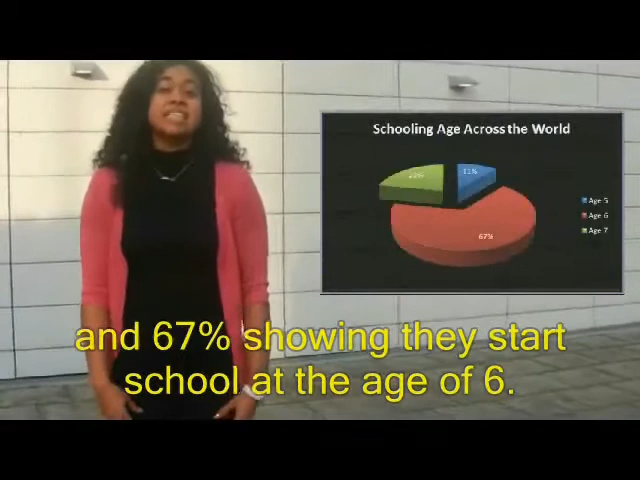 Schooling Age Across the World
22%
11%
67%
Age 5
Age 6
Age 7
and 67% showing they start
school at the age of 6.